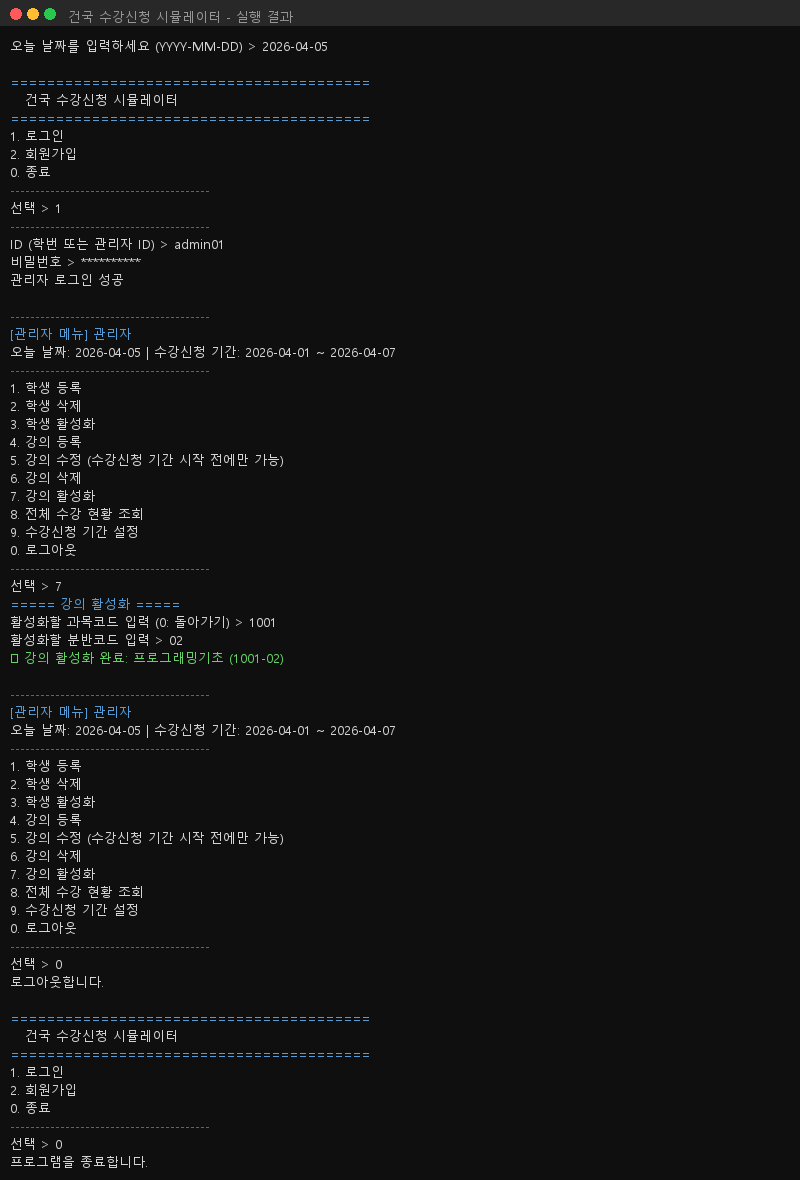 건국 수강신청 시뮬레이터 - 실행 결과
오늘 날짜를 입력하세요 (YYYY-MM-DD) > 2026-04-05
========================================
건국 수강신청 시뮬레이터
========================================
1. 로그인
2. 회원가입
0. 종료
----------------------------------------
선택 > 1
----------------------------------------
ID (학번 또는 관리자 ID) > admin01
비밀번호 > **********
관리자 로그인 성공
----------------------------------------
[관리자 메뉴] 관리자
오늘 날짜: 2026-04-05 | 수강신청 기간: 2026-04-01 ~ 2026-04-07
----------------------------------------
1. 학생 등록
2. 학생 삭제
3. 학생 활성화
4. 강의 등록
5. 강의 수정 (수강신청 기간 시작 전에만 가능)
6. 강의 삭제
7. 강의 활성화
8. 전체 수강 현황 조회
9. 수강신청 기간 설정
0. 로그아웃
----------------------------------------
선택 > 7
===== 강의 활성화 =====
활성화할 과목코드 입력 (0: 돌아가기) > 1001
활성화할 분반코드 입력 > 02
강의 활성화 완료: 프로그래밍기초 (1001-02)
----------------------------------------
[관리자 메뉴] 관리자
오늘 날짜: 2026-04-05 | 수강신청 기간: 2026-04-01 ~ 2026-04-07
----------------------------------------
1. 학생 등록
2. 학생 삭제
3. 학생 활성화
4. 강의 등록
5. 강의 수정 (수강신청 기간 시작 전에만 가능)
6. 강의 삭제
7. 강의 활성화
8. 전체 수강 현황 조회
9. 수강신청 기간 설정
0. 로그아웃
----------------------------------------
선택 > 0
로그아웃합니다.
========================================
건국 수강신청 시뮬레이터
========================================
1. 로그인
2. 회원가입
0. 종료
----------------------------------------
선택 > 0
프로그램을 종료합니다.